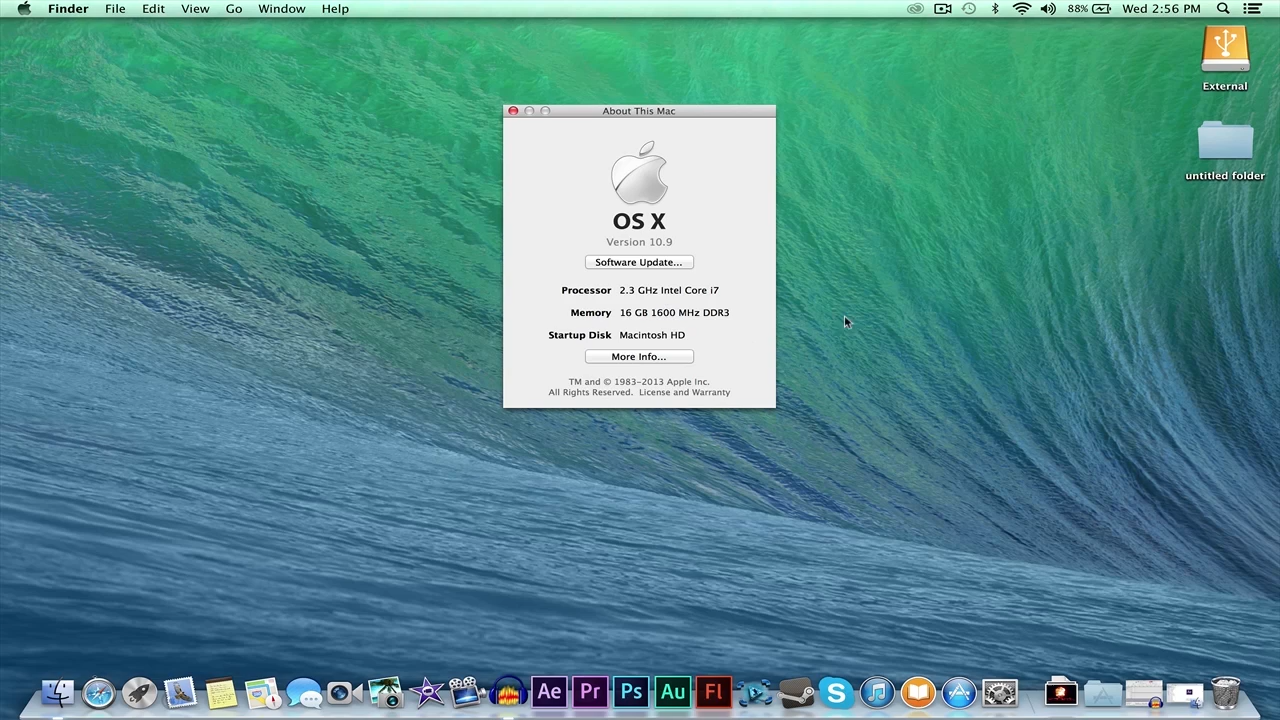 Finder File Edit View Go Window Help 88% Wed 2:56 PM
External
untitled folder
About This Mac
OS X
Version 10.9
Software Update...
Processor 2.3 GHz Intel Core i7
Memory 16 GB 1600 MHz DDR3
Startup Disk Macintosh HD
More Info...
TM and © 1983-2013 Apple Inc.
All Rights Reserved. License and Warranty
Ae Pr Ps Au Fl